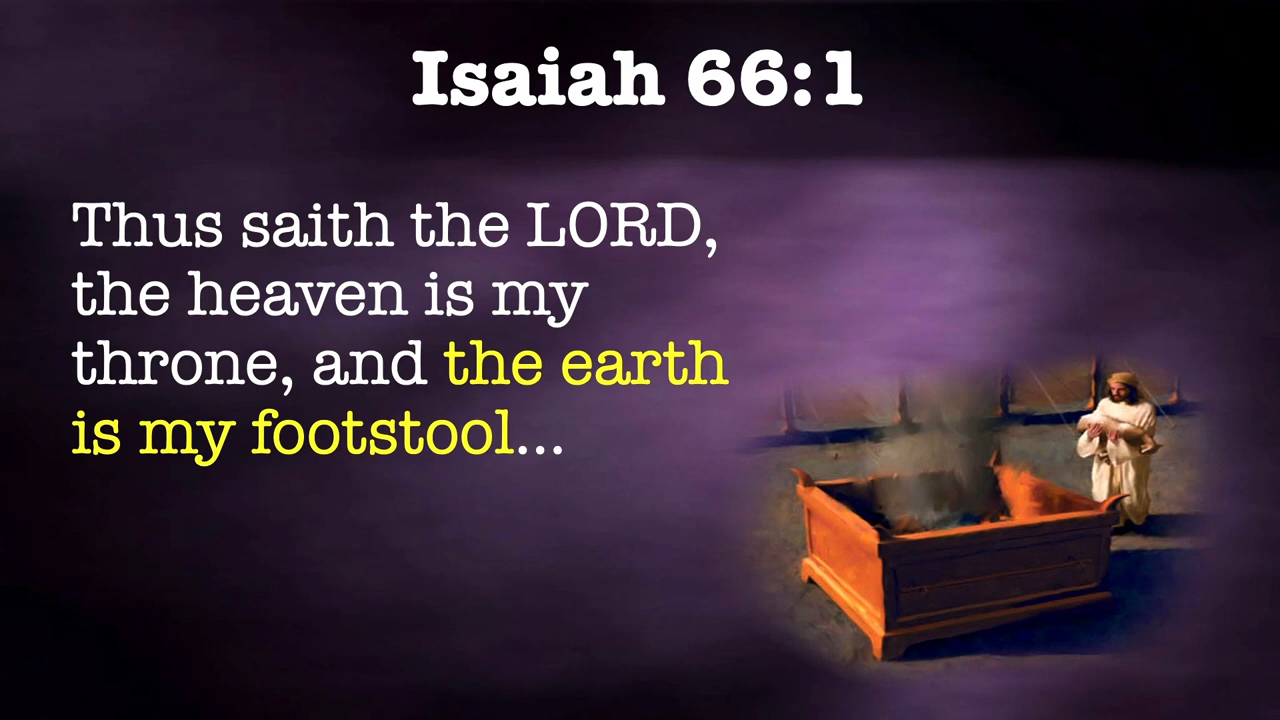 Isaiah 66:1
Thus saith the LORD,
the heaven is my
throne, and the earth
is my footstool...